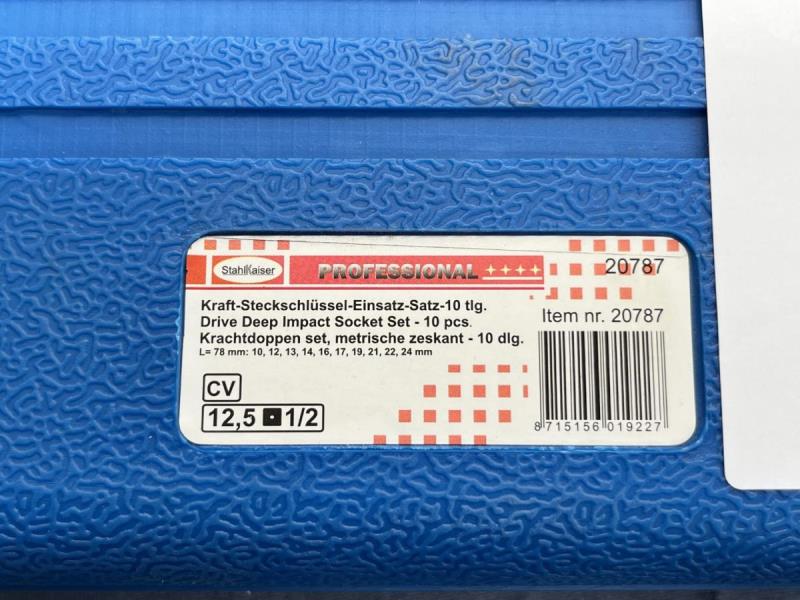 StahlKaiser
PROFESSIONAL
20787
Kraft-Steckschlüssel-Einsatz-Satz-10 tlg.
Drive Deep Impact Socket Set - 10 pcs.
Krachtdoppen set, metrische zeskant - 10 dlg.
L= 78 mm: 10, 12, 13, 14, 16, 17, 19, 21, 22, 24 mm
Item nr. 20787
CV
12,5 1/2
8 715156 019227